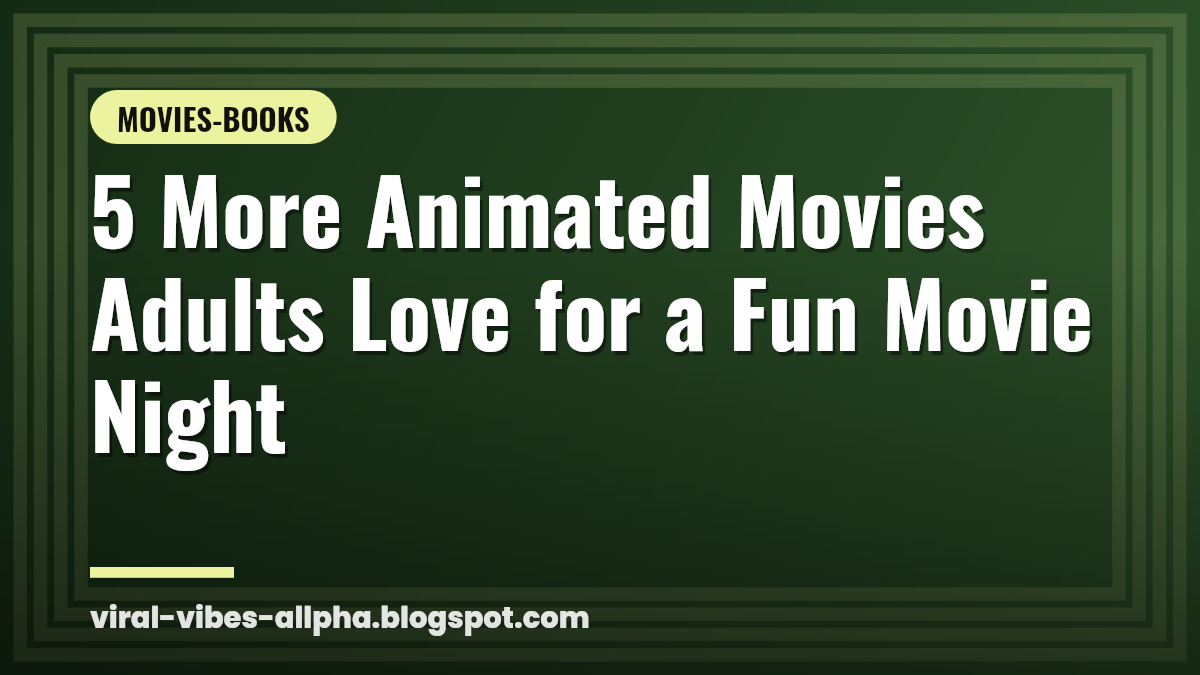 MOVIES-BOOKS
5 More Animated Movies
Adults Love for a Fun Movie
Night
viral-vibes-allpha.blogspot.com